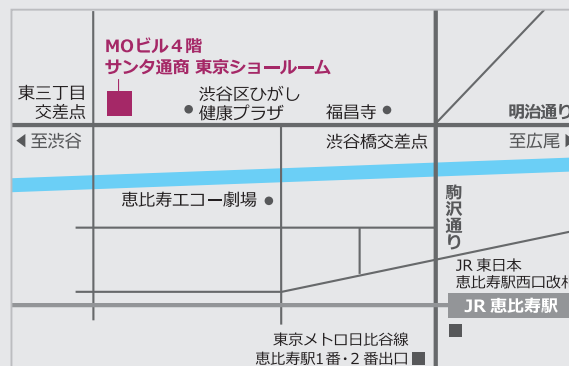 MOビル４階
サンタ通商 東京ショールーム
東三丁目
交差点
渋谷区ひがし
健康プラザ
福昌寺
明治通り
至渋谷
渋谷橋交差点
至広尾
恵比寿エコー劇場
駒沢通り
JR 東日本
恵比寿駅西口改札
JR 恵比寿駅
東京メトロ日比谷線
恵比寿駅1番・2 番出口